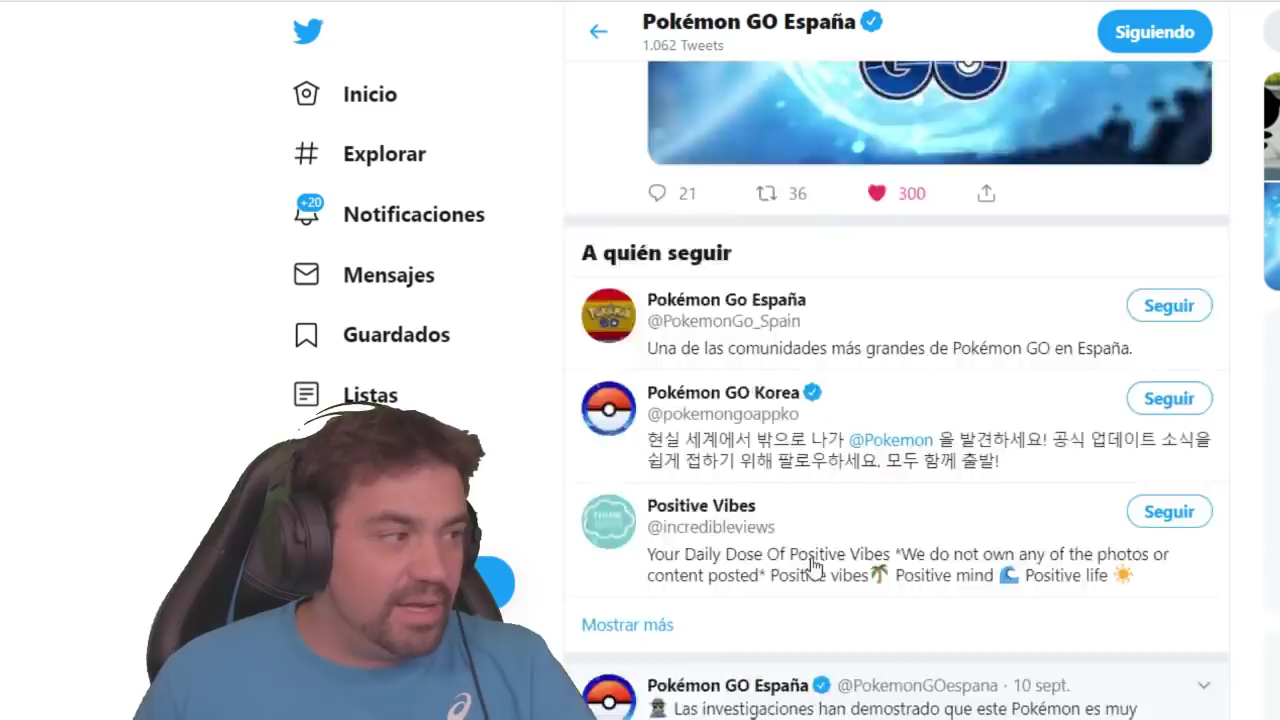 Pokémon GO España
1.062 Tweets
Siguiendo
Inicio
Explorar
+20
Notificaciones
Mensajes
Guardados
Listas
GO
21
36
300
A quién seguir
Pokémon Go España
@PokemonGo_Spain
Seguir
Una de las comunidades más grandes de Pokémon GO en España.
Pokémon GO Korea
@pokemongoappko
Seguir
현실 세계에서 밖으로 나가 @Pokemon 을 발견하세요! 공식 업데이트 소식을
쉽게 접하기 위해 팔로우하세요. 모두 함께 출발!
Positive Vibes
@incredibleviews
Seguir
Your Daily Dose Of Positive Vibes *We do not own any of the photos or
content posted* Positive vibes🌴 Positive mind 🌊 Positive life ☀️
Mostrar más
Pokémon GO España @PokemonGOespana · 10 sept.
Las investigaciones han demostrado que este Pokémon es muy